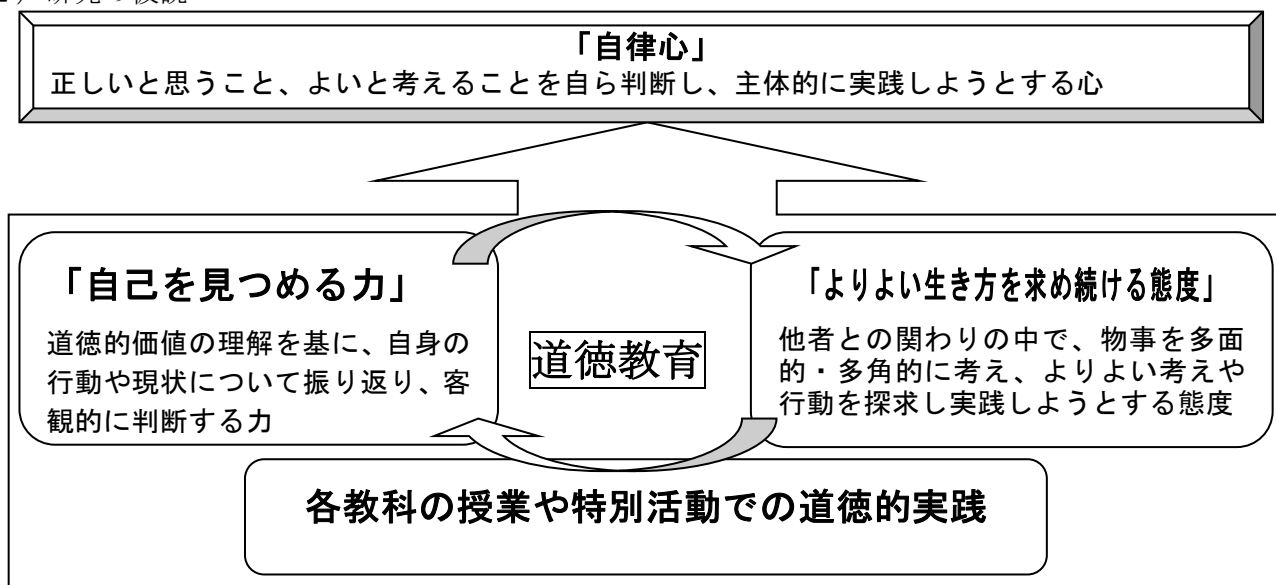 「自律心」
正しいと思うこと、よいと考えることを自ら判断し、主体的に実践しようとする心
「自己を見つめる力」
道徳的価値の理解を基に、自身の
行動や現状について振り返り、客
観的に判断する力
道徳教育
「よりよい生き方を求め続ける態度」
他者との関わりの中で、物事を多面
的・多角的に考え、よりよい考えや
行動を探求し実践しようとする態度
各教科の授業や特別活動での道徳的実践